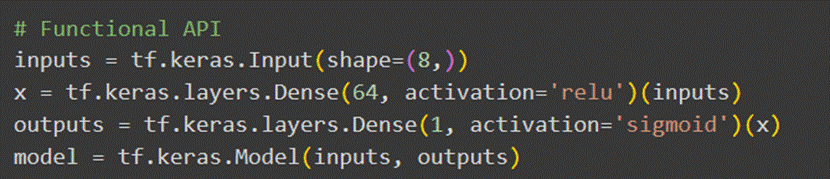 # Functional API
inputs = tf.keras.Input(shape=(8,))
x = tf.keras.layers.Dense(64, activation='relu')(inputs)
outputs = tf.keras.layers.Dense(1, activation='sigmoid')(x)
model = tf.keras.Model(inputs, outputs)